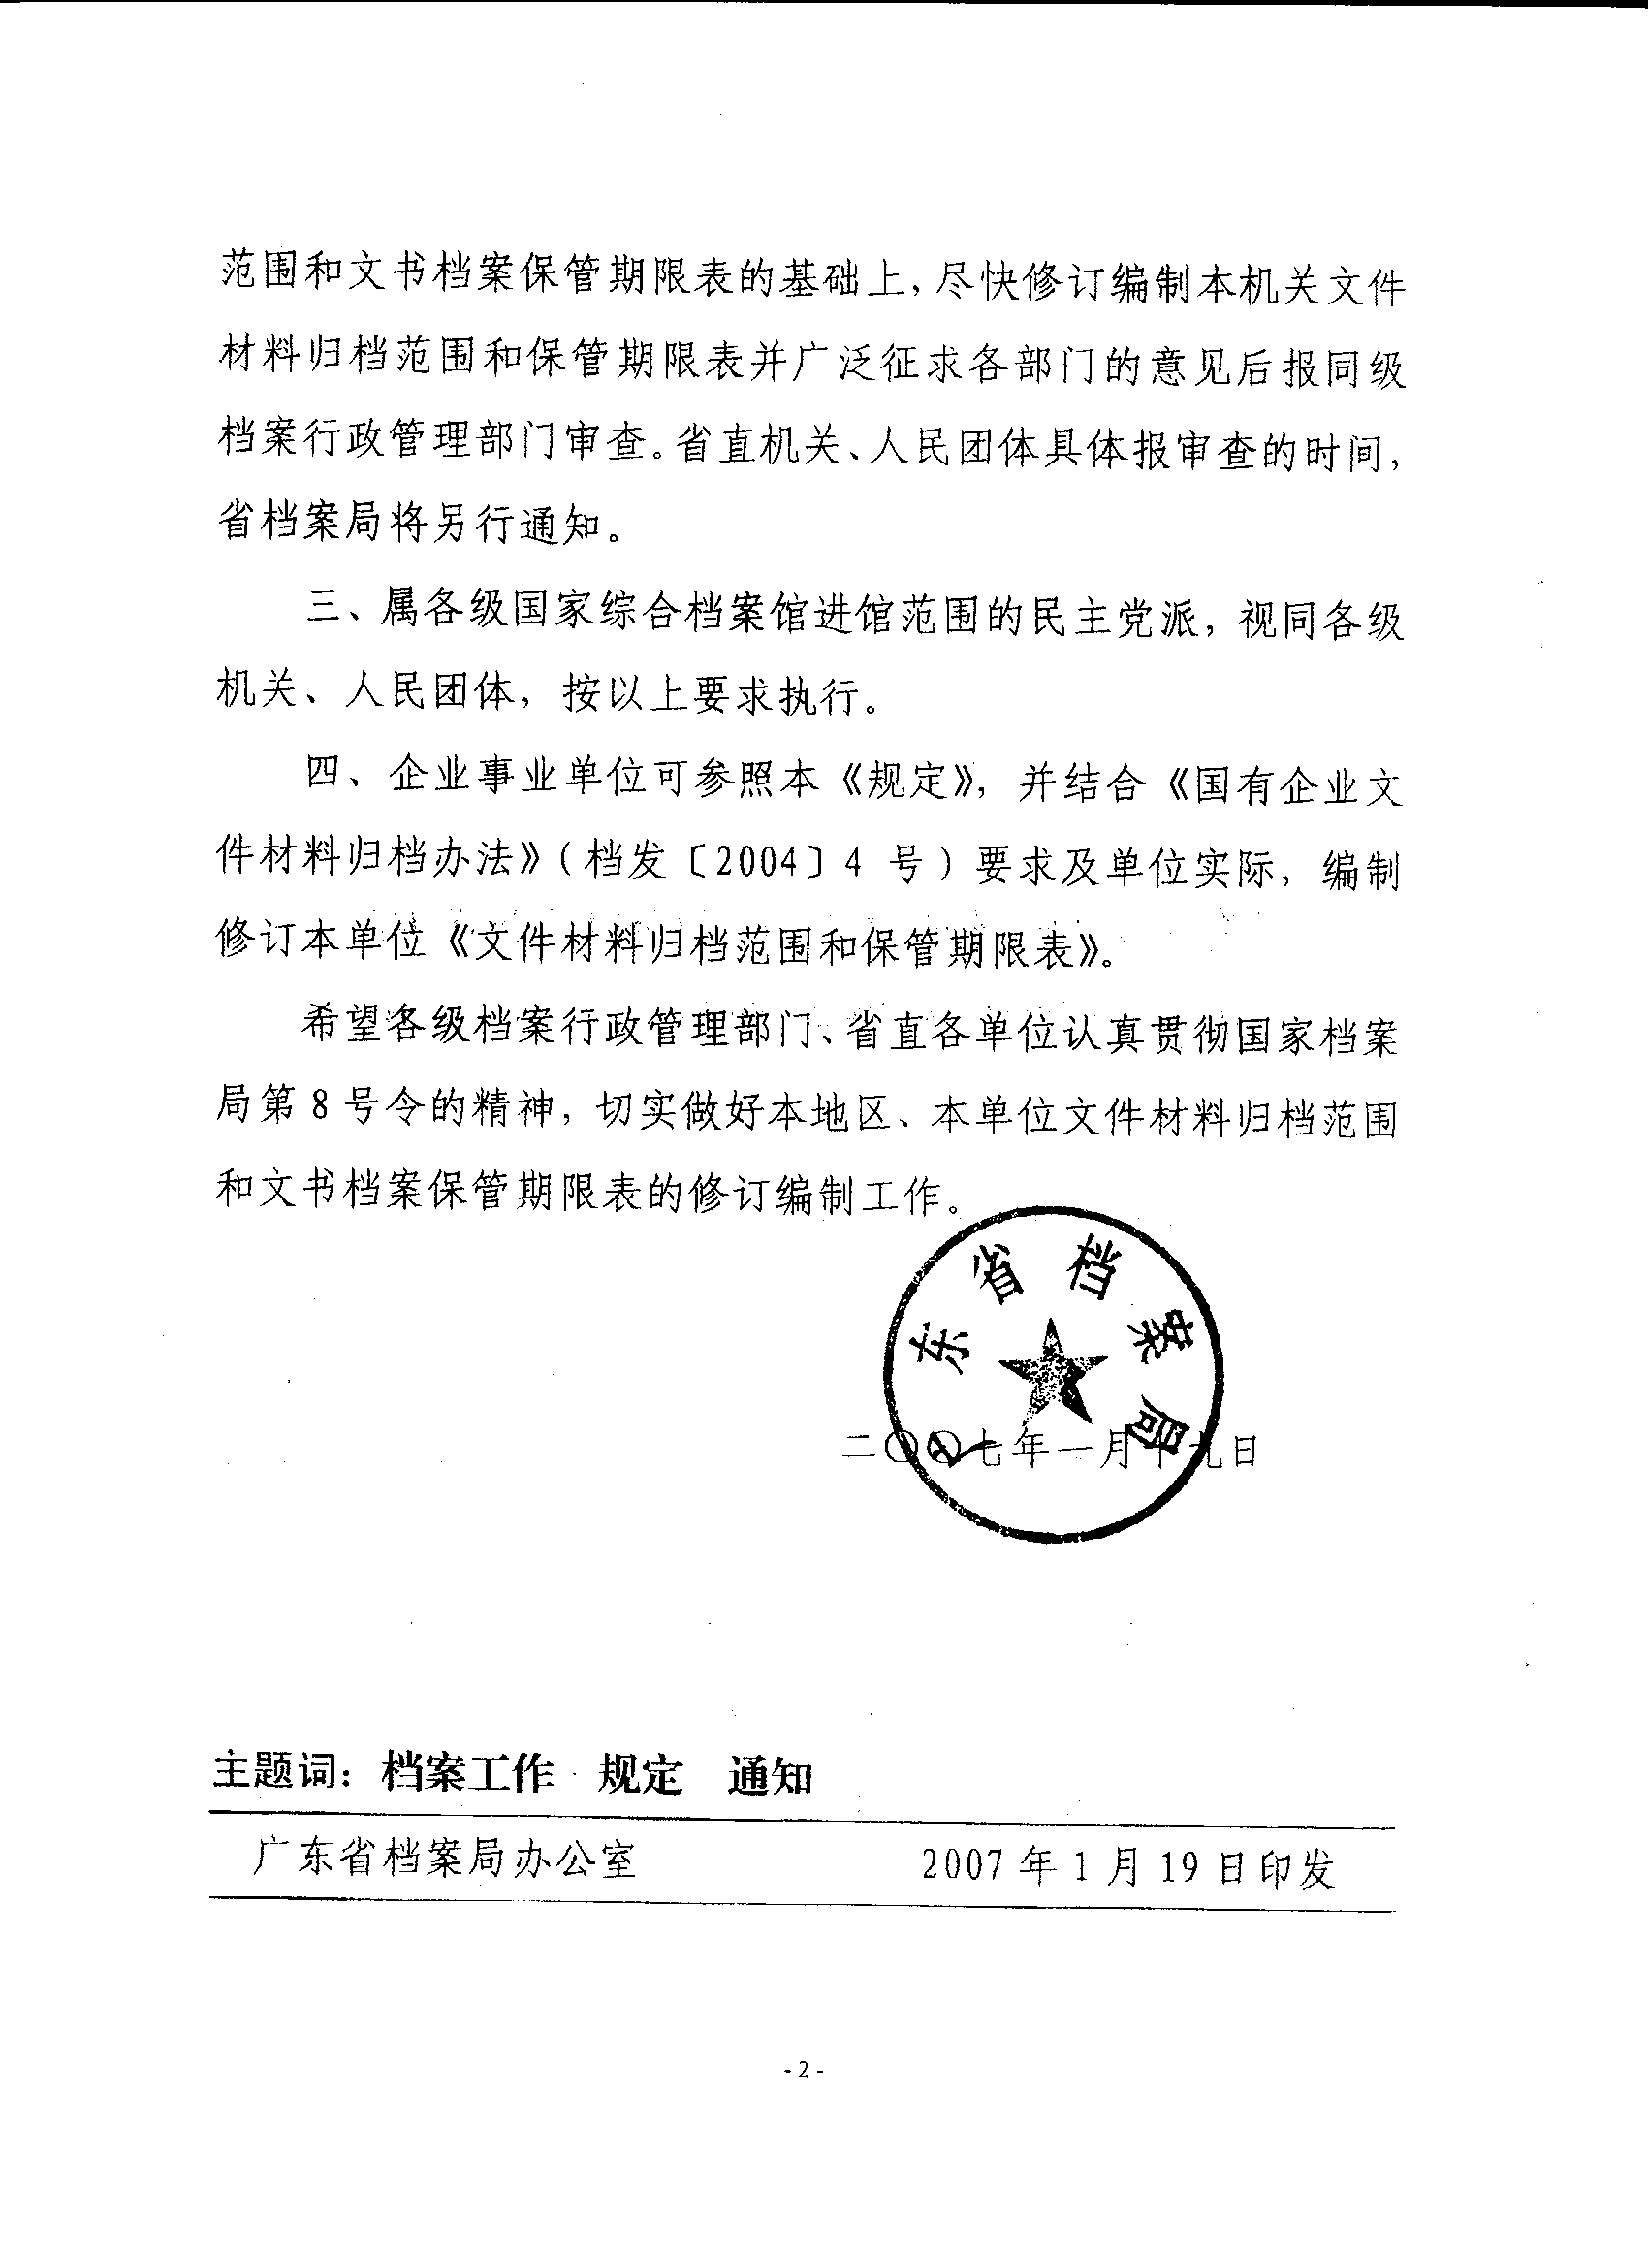 范围和文书档案保管期限表的基础上,尽快修订编制本机关文件
材料归档范围和保管期限表并广泛征求各部门的意见后报同级
档案行政管理部门审查。省直机关、人民团体具体报审查的时间,
省档案局将另行通知。
三、属各级国家综合档案馆进馆范围的民主党派，视同各级
机关、人民团体，按以上要求执行。
四、企业事业单位可参照本《规定》，并结合《国有企业文
件材料归档办法》（档发〔2004〕4 号）要求及单位实际，编制
修订本单位《文件材料归档范围和保管期限表》。
希望各级档案行政管理部门、省直各单位认真贯彻国家档案
局第 8 号令的精神，切实做好本地区、本单位文件材料归档范围
和文书档案保管期限表的修订编制工作。
广东省档案局
二〇〇七年一月十九日
主题词：档案工作 规定 通知
广东省档案局办公室 2007 年 1 月 19 日印发
- 2 -